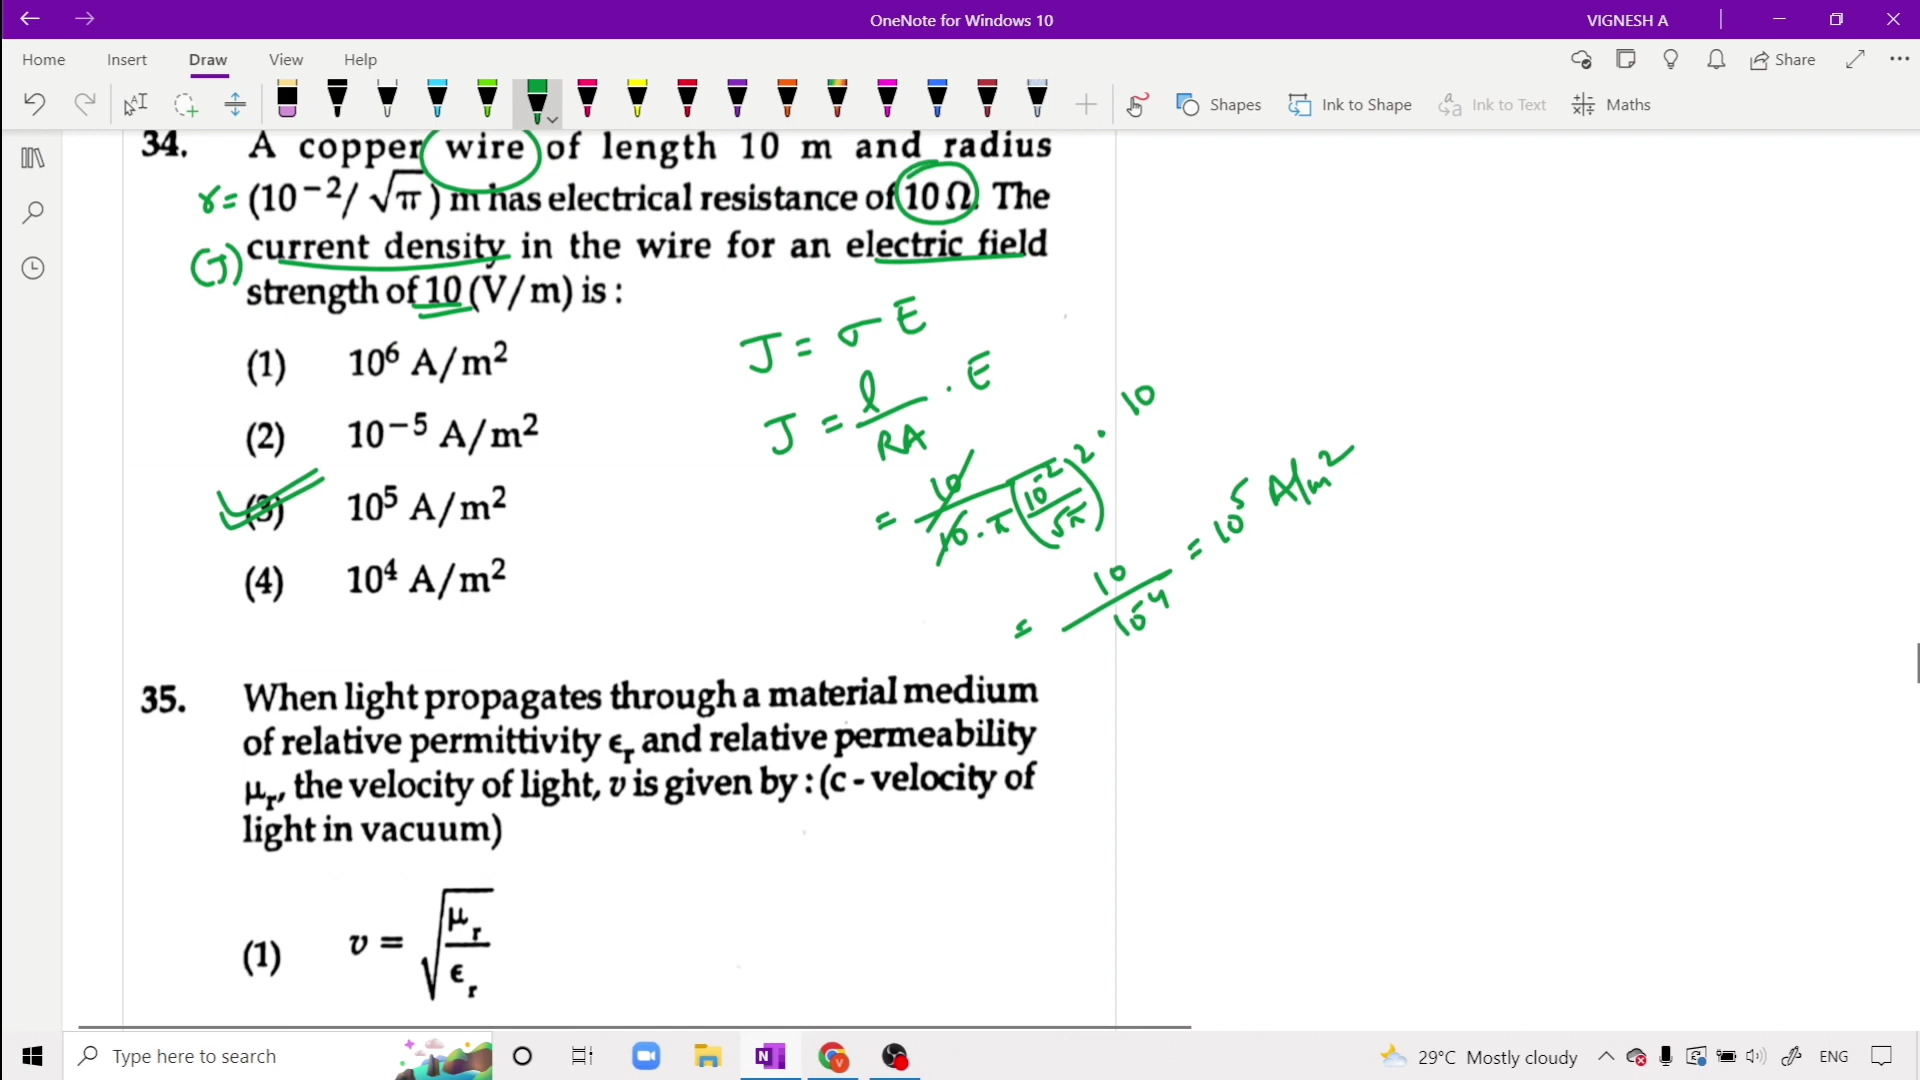 OneNote for Windows 10
VIGNESH A
Home Insert Draw View Help
Share
Shapes Ink to Shape Ink to Text Maths
34. A copper wire of length 10 m and radius
r= (10⁻²/√π) m has electrical resistance of 10 Ω. The
(J) current density in the wire for an electric field
strength of 10 (V/m) is :
(1) 10⁶ A/m²
(2) 10⁻⁵ A/m²
(3) 10⁵ A/m²
(4) 10⁴ A/m²
J = σE
J = l/RA · E
= 10/10·π(10⁻²/√π)² · 10
= 10/10⁻⁴ = 10⁵ A/m²
35. When light propagates through a material medium
of relative permittivity ϵᵣ and relative permeability
μᵣ, the velocity of light, v is given by : (c - velocity of
light in vacuum)
(1) v = √(μᵣ/ϵᵣ)
Type here to search
29°C Mostly cloudy
ENG